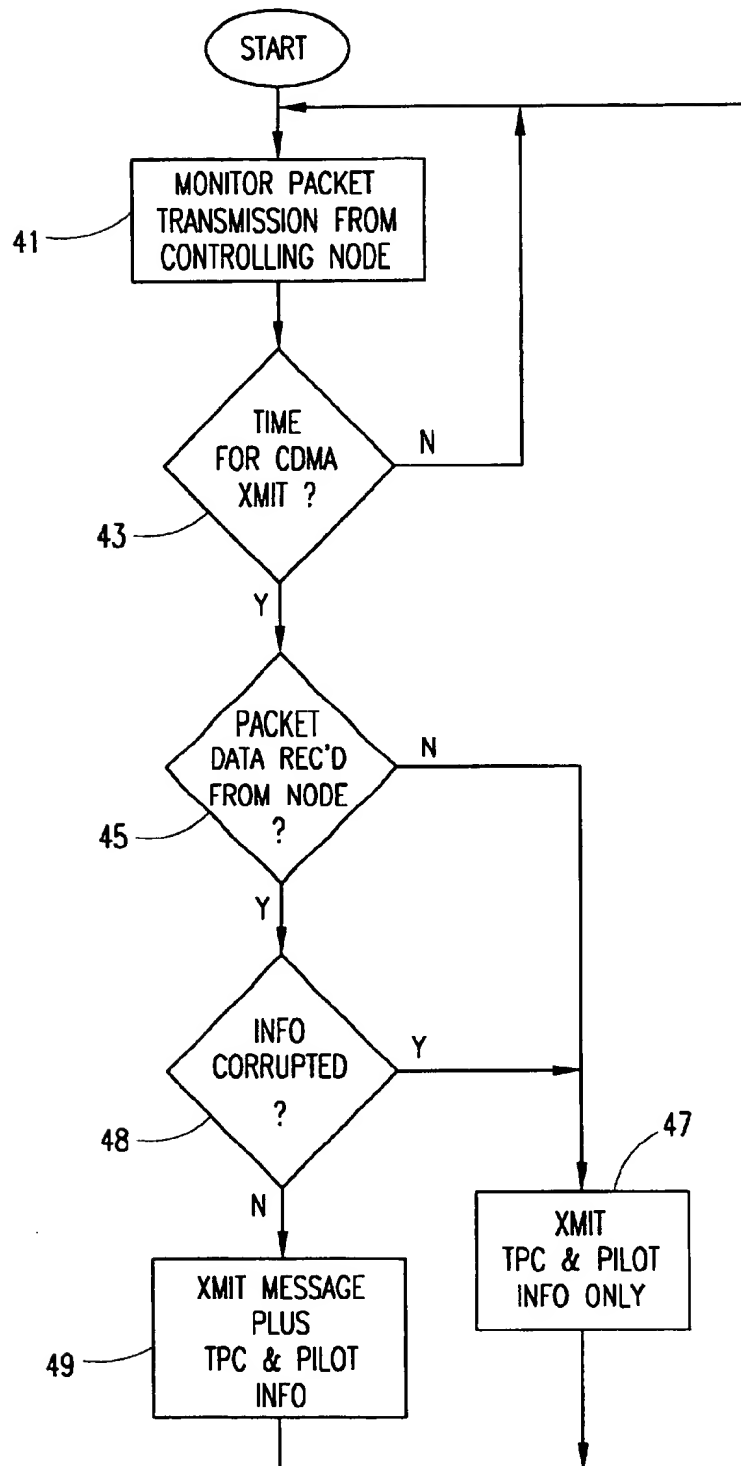 START
MONITOR PACKET
TRANSMISSION FROM
CONTROLLING NODE
41
TIME
FOR CDMA
XMIT ?
N
43
Y
PACKET
DATA REC'D
FROM NODE
?
N
45
Y
INFO
CORRUPTED
?
Y
48
N
47
XMIT
TPC & PILOT
INFO ONLY
XMIT MESSAGE
PLUS
TPC & PILOT
INFO
49